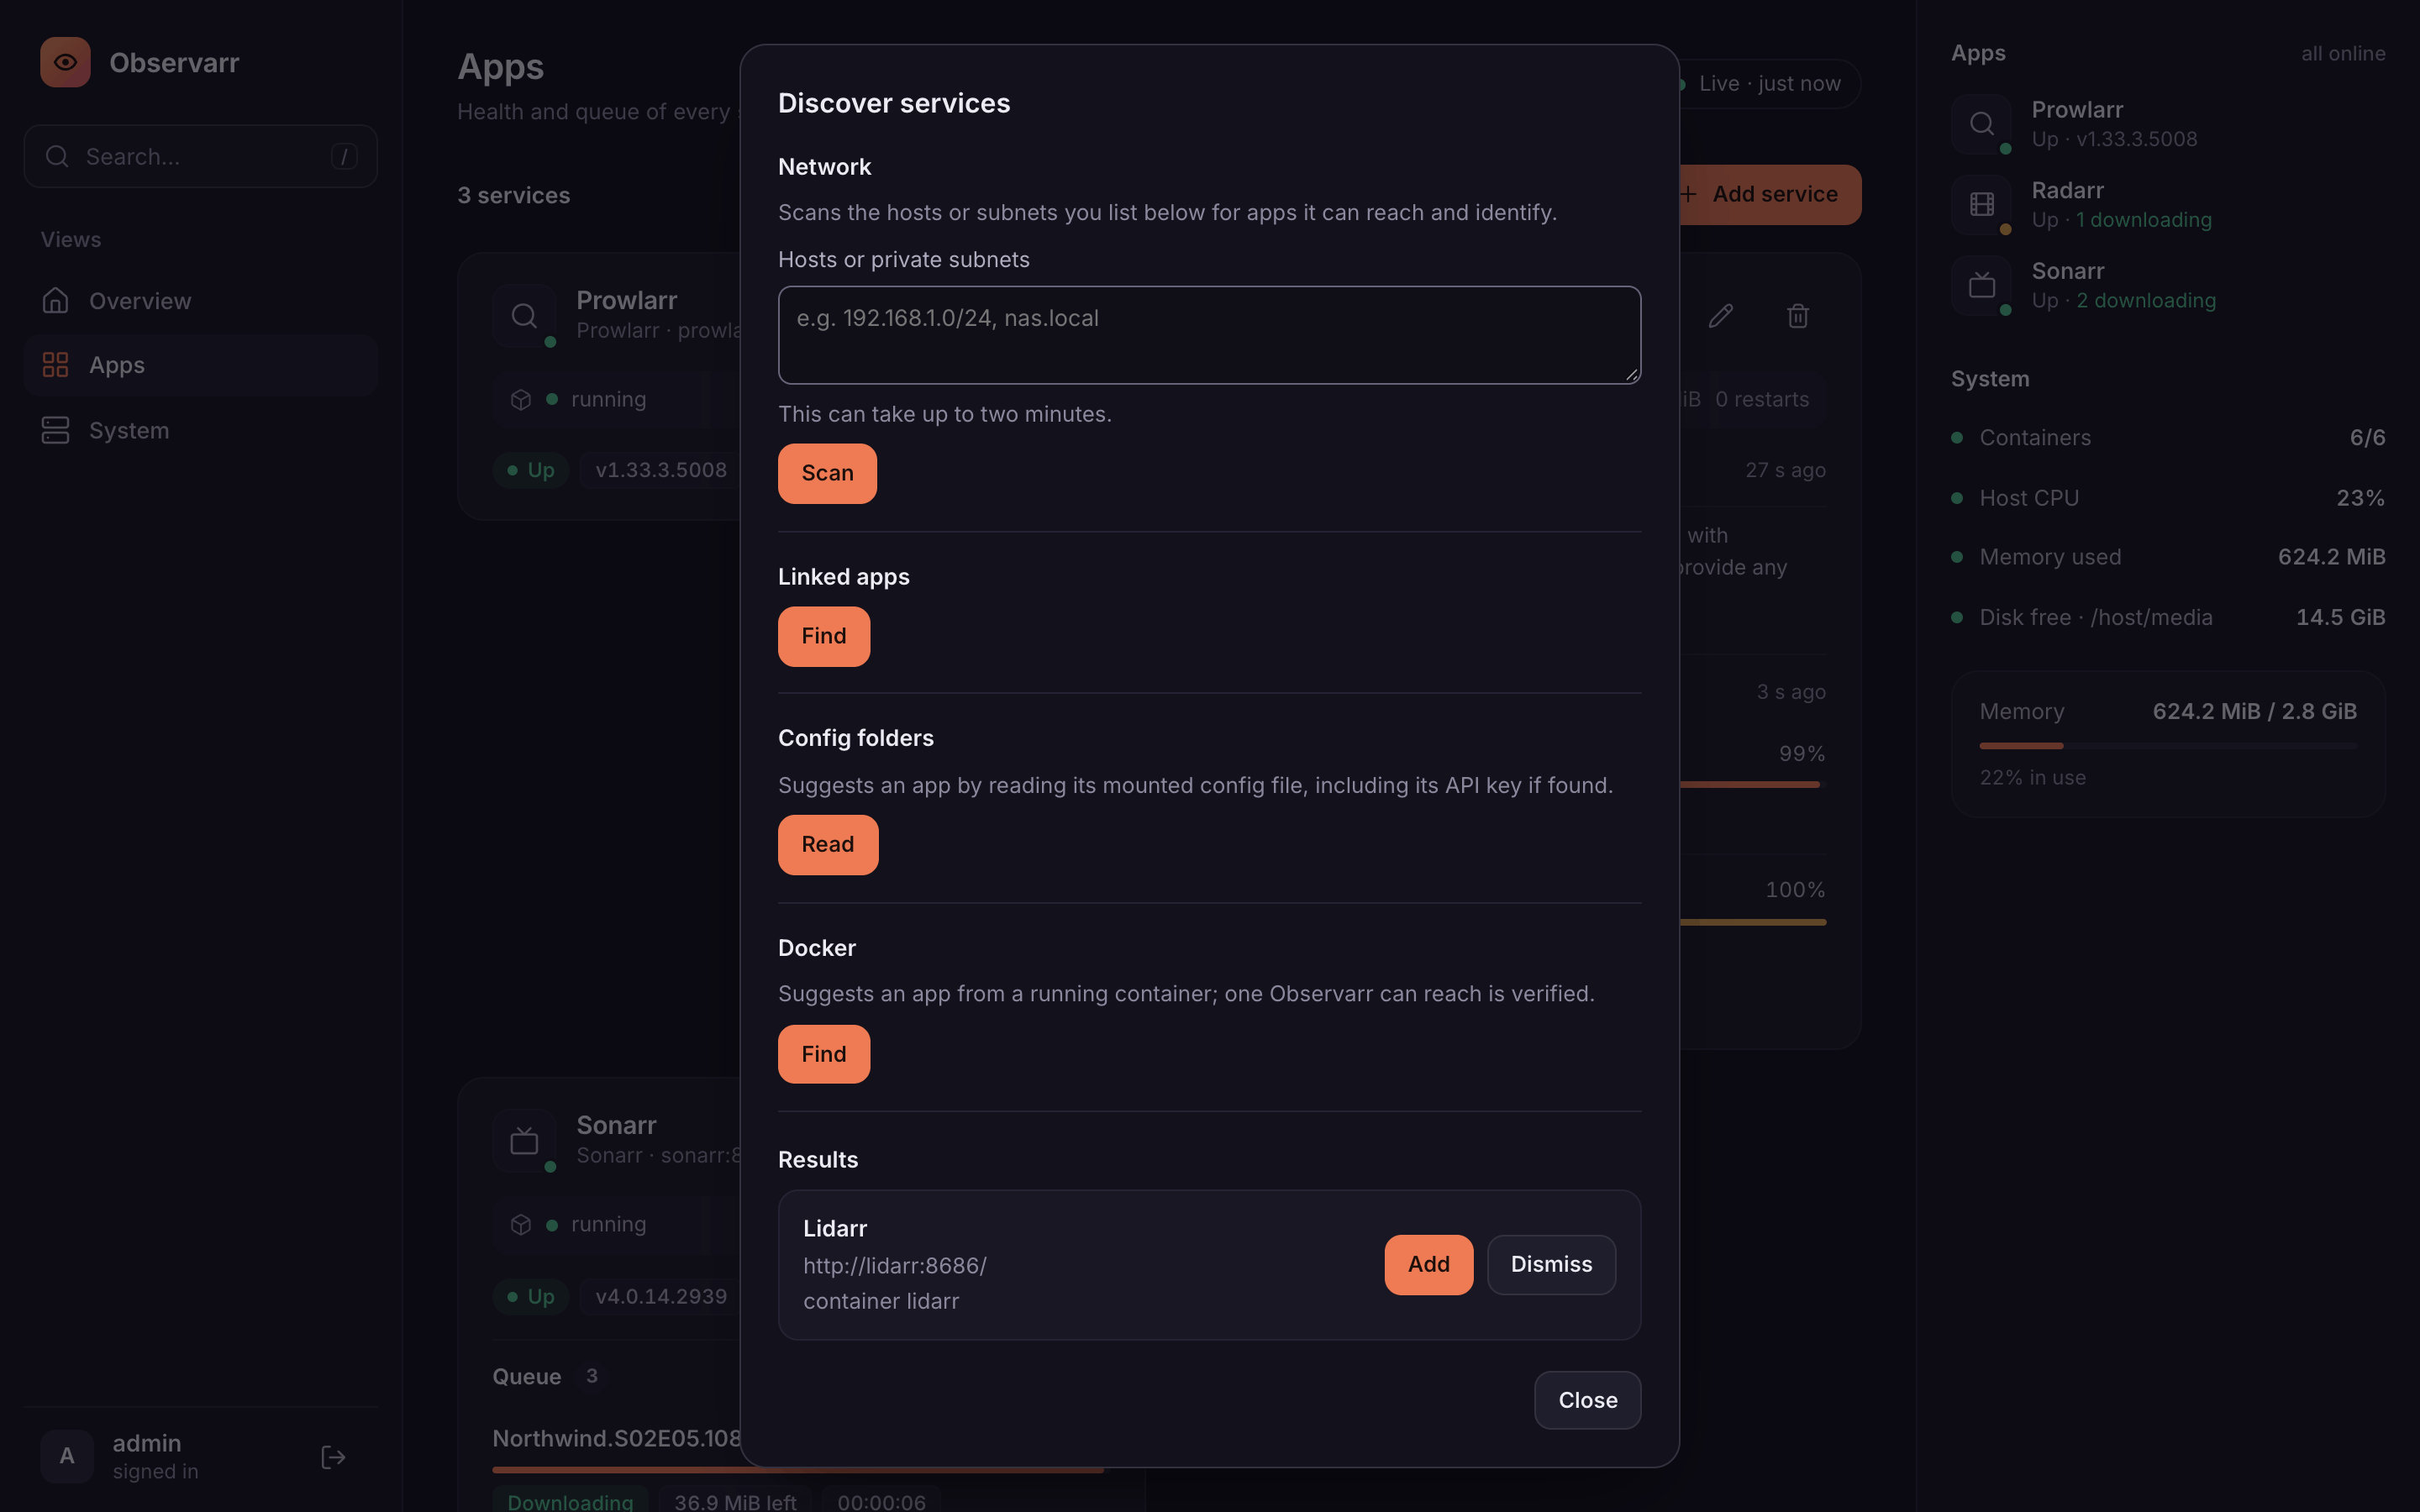 Observarr
Search...
/
Views
Overview
Apps
System
A
admin
signed in
Apps
Health and queue of every
Live · just now
3 services
Add service
Prowlarr
Prowlarr ·
running
Up
v1.33.3.5008
0 restarts
27 s ago
with
provide any
3 s ago
99%
100%
Sonarr
Sonarr ·
running
Up
v4.0.14.2939
Queue
3
Northwind.S02E05.108
Downloading
36.9 MiB left
00:00:06
Discover services
Network
Scans the hosts or subnets you list below for apps it can reach and identify.
Hosts or private subnets
e.g. 192.168.1.0/24, nas.local
This can take up to two minutes.
Scan
Linked apps
Find
Config folders
Suggests an app by reading its mounted config file, including its API key if found.
Read
Docker
Suggests an app from a running container; one Observarr can reach is verified.
Find
Results
Lidarr
http://lidarr:8686/
container lidarr
Add
Dismiss
Close
Apps
all online
Prowlarr
Up · v1.33.3.5008
Radarr
Up · 1 downloading
Sonarr
Up · 2 downloading
System
Containers
6/6
Host CPU
23%
Memory used
624.2 MiB
Disk free · /host/media
14.5 GiB
Memory
624.2 MiB / 2.8 GiB
22% in use